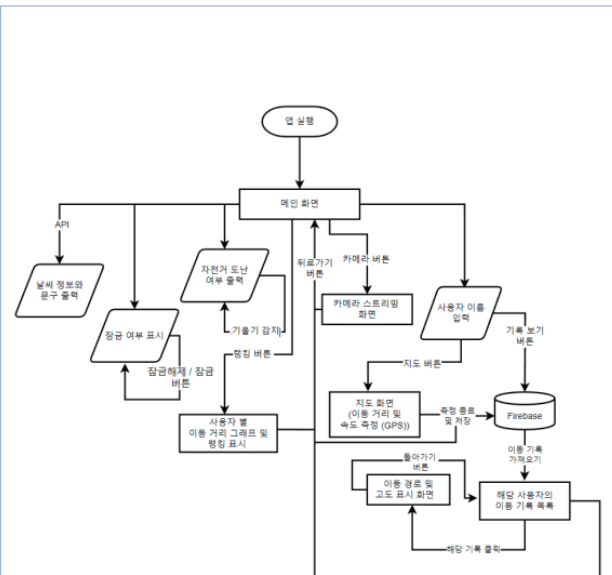 앱 실행
메인 화면
API
뒤로가기
버튼
카메라 버튼
날씨 정보와
문구 출력
자전거 도난
여부 출력
카메라 스트리밍
화면
사용자 이름
입력
잠금 여부 표시
기울기 감지
기록 보기
버튼
랭킹 버튼
지도 버튼
잠금해제 / 잠금
버튼
지도 화면
(이동 거리 및
속도 측정 (GPS))
측정 종료
및 저장
Firebase
사용자 별
이동 거리 그래프 및
랭킹 표시
이동 기록
가져오기
돌아가기
버튼
이동 경로 및
고도 표시 화면
해당 사용자의
이동 기록 목록
해당 기록 클릭